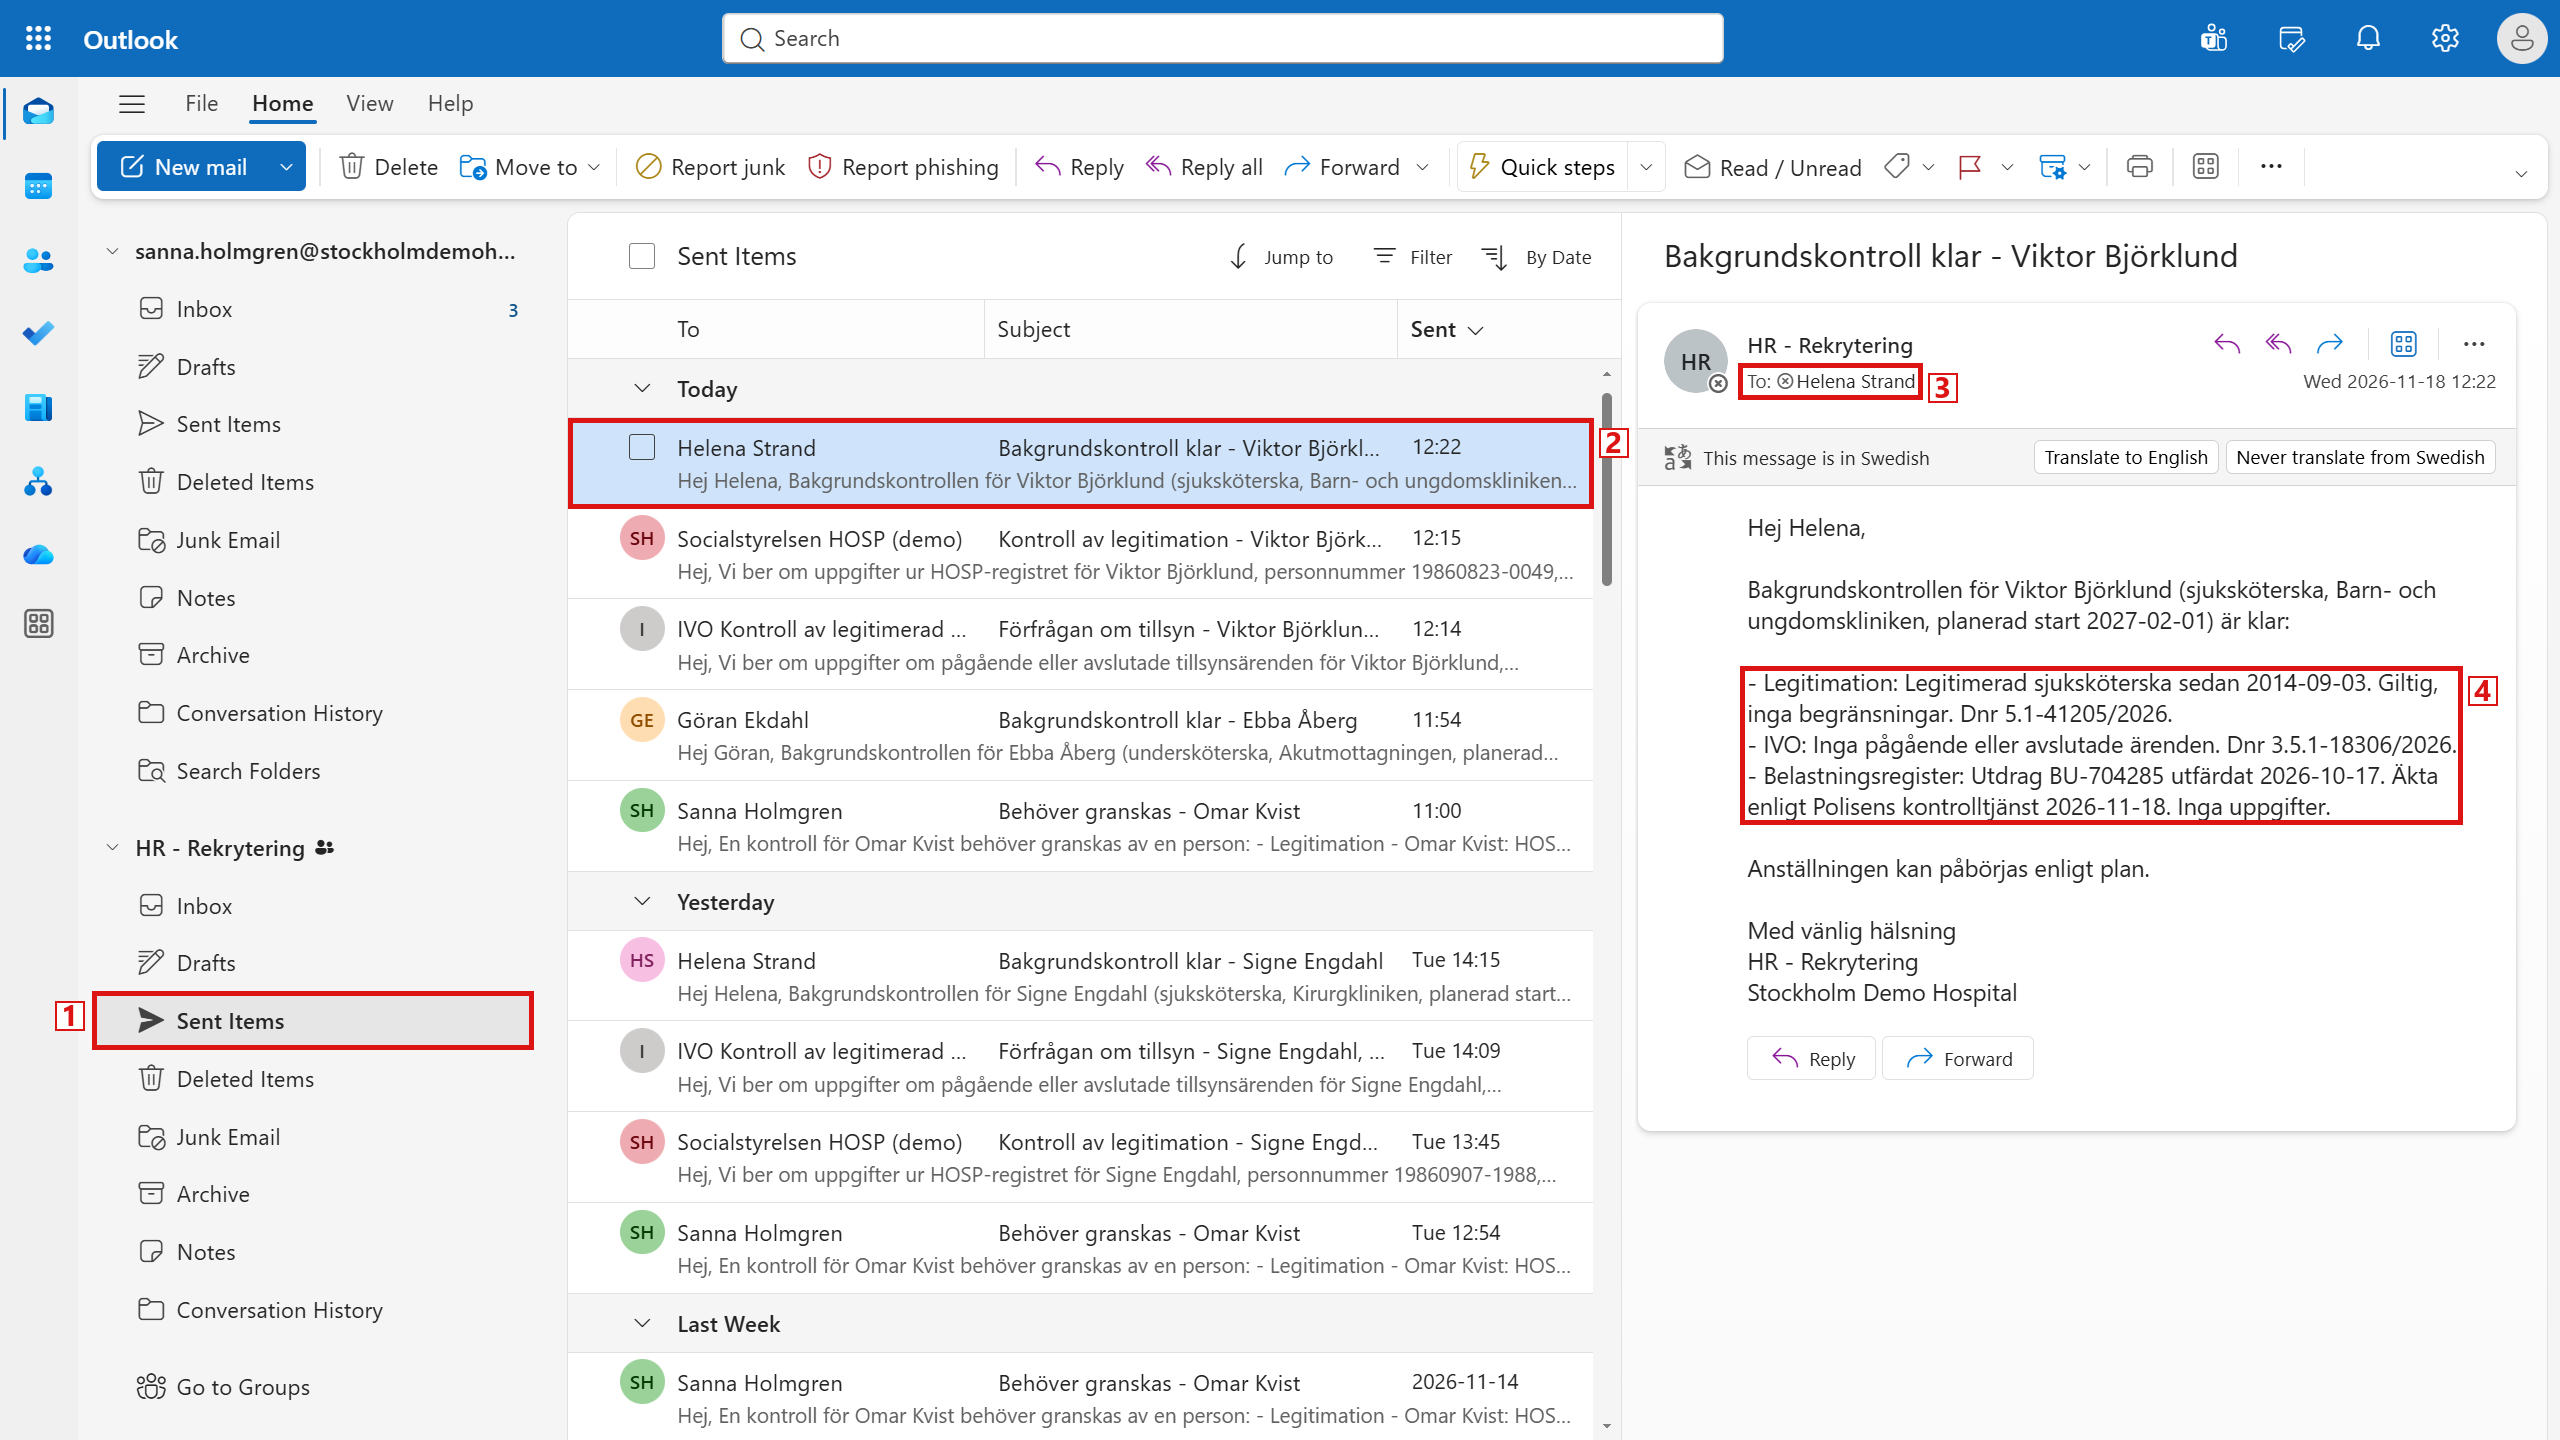 Outlook
Search
File Home View Help
New mail Delete Move to Report junk Report phishing Reply Reply all Forward Quick steps Read / Unread
sanna.holmgren@stockholmdemoh...
Inbox 3
Drafts
Sent Items
Deleted Items
Junk Email
Notes
Archive
Conversation History
Search Folders
HR - Rekrytering
Inbox
Drafts
1 Sent Items
Deleted Items
Junk Email
Notes
Archive
Conversation History
Go to Groups
Sent Items Jump to Filter By Date
To Subject Sent
Today
Helena Strand Bakgrundskontroll klar - Viktor Björkl... 12:22 2
Hej Helena, Bakgrundskontrollen för Viktor Björklund (sjuksköterska, Barn- och ungdomskliniken...
SH Socialstyrelsen HOSP (demo) Kontroll av legitimation - Viktor Björk... 12:15
Hej, Vi ber om uppgifter ur HOSP-registret för Viktor Björklund, personnummer 19860823-0049,...
I IVO Kontroll av legitimerad ... Förfrågan om tillsyn - Viktor Björklun... 12:14
Hej, Vi ber om uppgifter om pågående eller avslutade tillsynsärenden för Viktor Björklund,...
GE Göran Ekdahl Bakgrundskontroll klar - Ebba Åberg 11:54
Hej Göran, Bakgrundskontrollen för Ebba Åberg (undersköterska, Akutmottagningen, planerad...
SH Sanna Holmgren Behöver granskas - Omar Kvist 11:00
Hej, En kontroll för Omar Kvist behöver granskas av en person: - Legitimation - Omar Kvist: HOS...
Yesterday
HS Helena Strand Bakgrundskontroll klar - Signe Engdahl Tue 14:15
Hej Helena, Bakgrundskontrollen för Signe Engdahl (sjuksköterska, Kirurgkliniken, planerad start...
I IVO Kontroll av legitimerad ... Förfrågan om tillsyn - Signe Engdahl, ... Tue 14:09
Hej, Vi ber om uppgifter om pågående eller avslutade tillsynsärenden för Signe Engdahl,...
SH Socialstyrelsen HOSP (demo) Kontroll av legitimation - Signe Engd... Tue 13:45
Hej, Vi ber om uppgifter ur HOSP-registret för Signe Engdahl, personnummer 19860907-1988,...
SH Sanna Holmgren Behöver granskas - Omar Kvist Tue 12:54
Hej, En kontroll för Omar Kvist behöver granskas av en person: - Legitimation - Omar Kvist: HOS...
Last Week
SH Sanna Holmgren Behöver granskas - Omar Kvist 2026-11-14
Hej, En kontroll för Omar Kvist behöver granskas av en person: - Legitimation - Omar Kvist: HOS...
Bakgrundskontroll klar - Viktor Björklund
HR HR - Rekrytering
To: Helena Strand 3 Wed 2026-11-18 12:22
This message is in Swedish Translate to English Never translate from Swedish
Hej Helena,
Bakgrundskontrollen för Viktor Björklund (sjuksköterska, Barn- och
ungdomskliniken, planerad start 2027-02-01) är klar:
- Legitimation: Legitimerad sjuksköterska sedan 2014-09-03. Giltig, 4
inga begränsningar. Dnr 5.1-41205/2026.
- IVO: Inga pågående eller avslutade ärenden. Dnr 3.5.1-18306/2026.
- Belastningsregister: Utdrag BU-704285 utfärdat 2026-10-17. Äkta
enligt Polisens kontrolltjänst 2026-11-18. Inga uppgifter.
Anställningen kan påbörjas enligt plan.
Med vänlig hälsning
HR - Rekrytering
Stockholm Demo Hospital
Reply Forward